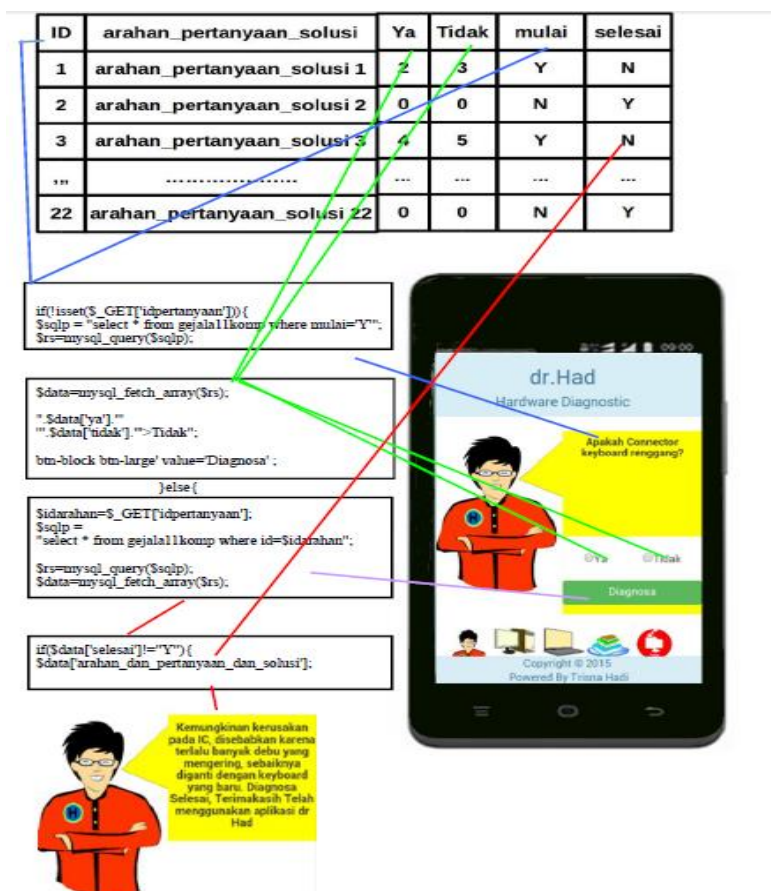 ID arahan_pertanyaan_solusi Ya Tidak mulai selesai
1 arahan_pertanyaan_solusi 1 2 3 Y N
2 arahan_pertanyaan_solusi 2 0 0 N Y
3 arahan_pertanyaan_solusi 3 4 5 Y N
,,, ................... ... ... ... ...
22 arahan_pertanyaan_solusi 22 0 0 N Y
if(!isset($_GET['idpertanyaan'])){
$sqlp = "select * from gejala11komp where mulai='Y'";
$rs=mysql_query($sqlp);
$data=mysql_fetch_array($rs);
".$data['ya']."'
'".$data['tidak']."'>Tidak";
btn-block btn-large' value='Diagnosa' ;
}else{
$idarahan=$_GET['idpertanyaan'];
$sqlp =
"select * from gejala11komp where id=$idarahan";
$rs=mysql_query($sqlp);
$data=mysql_fetch_array($rs);
if($data['selesai']!="Y"){
$data['arahan_dan_pertanyaan_dan_solusi'];
09:00
dr.Had
Hardware Diagnostic
Apakah Connector
keyboard renggang?
Ya Tidak
Diagnosa
Copyright © 2015
Powered By Trisna Hadi
Kemungkinan kerusakan
pada IC, disebabkan karena
terlalu banyak debu yang
mengering, sebaiknya
diganti dengan keyboard
yang baru. Diagnosa
Selesai, Terimakasih Telah
menggunakan aplikasi dr
Had
H